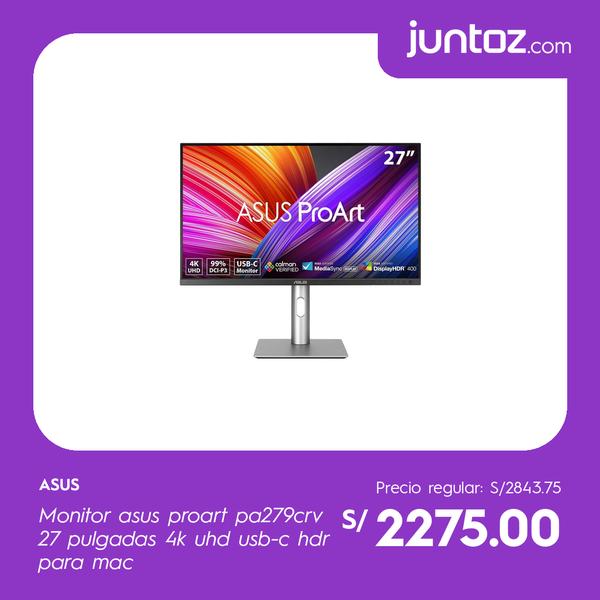 juntoz.com
27”
ASUS ProArt
4K UHD
99% DCI-P3
USB-C Monitor
calman VERIFIED
MediaSync
DisplayHDR 400
ASUS
Monitor asus proart pa279crv
27 pulgadas 4k uhd usb-c hdr
para mac
Precio regular: S/2843.75
S/ 2275.00